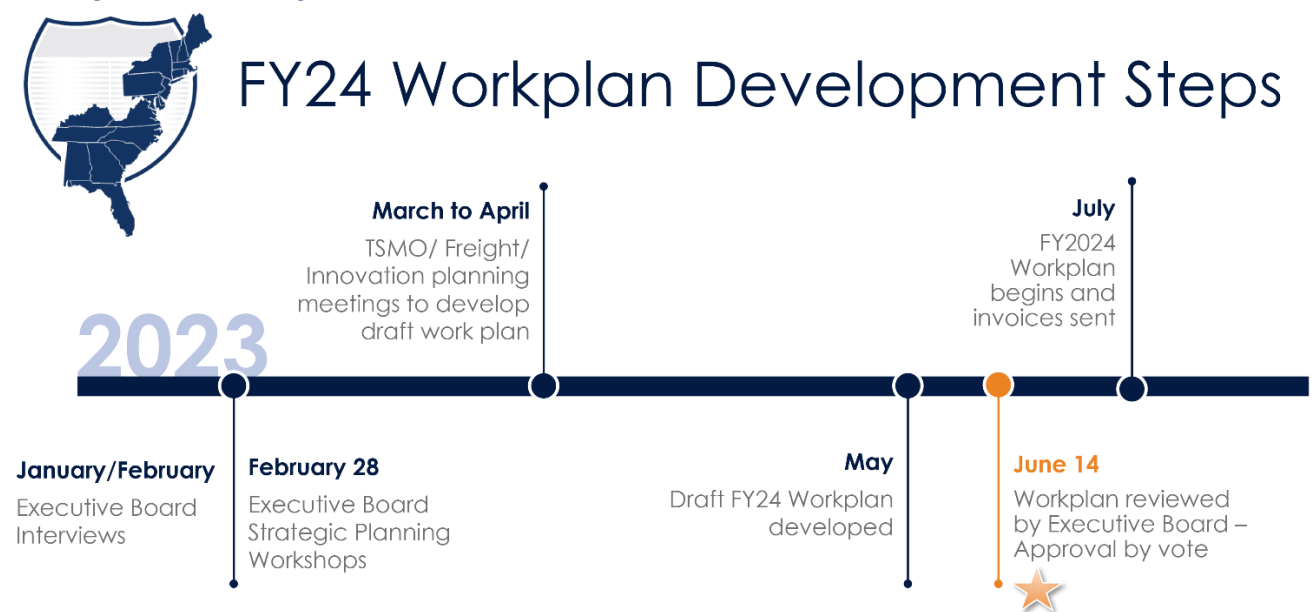 FY24 Workplan Development Steps
March to April
TSMO/ Freight/
Innovation planning
meetings to develop
draft work plan
July
FY2024
Workplan
begins and
invoices sent
2023
January/February
Executive Board
Interviews
February 28
Executive Board
Strategic Planning
Workshops
May
Draft FY24 Workplan
developed
June 14
Workplan reviewed
by Executive Board –
Approval by vote